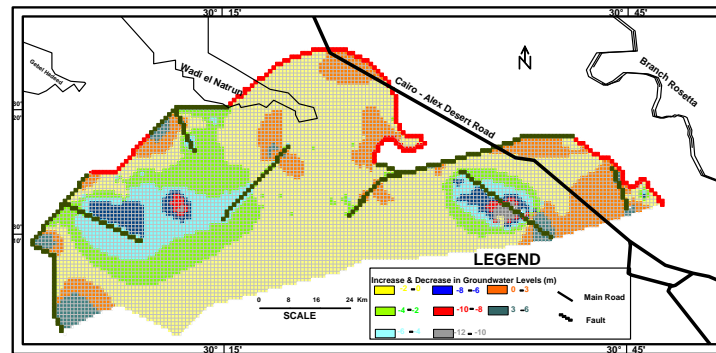 30° 15'
30° 45'
Gebel Hadied
Wadi el Natrun
Cairo - Alex Desert Road
Branch Rosetta
N
30°
20'
30°
10'
LEGEND
Increase & Decrease in Groundwater Levels (m)
-8 - -6
0 - 3
-4 - -2
-10 - -8
3 - 6
-12 - -10
Main Road
Fault
0 8 16 24 Km
SCALE
30° 15'
30° 45'